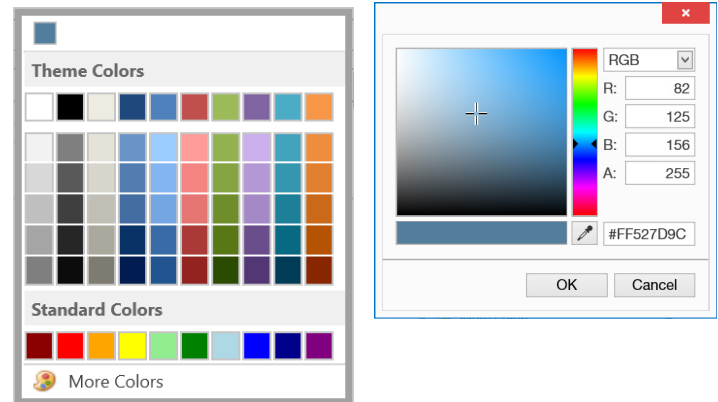 Theme Colors
Standard Colors
More Colors
RGB
R: 82
G: 125
B: 156
A: 255
#FF527D9C
OK Cancel